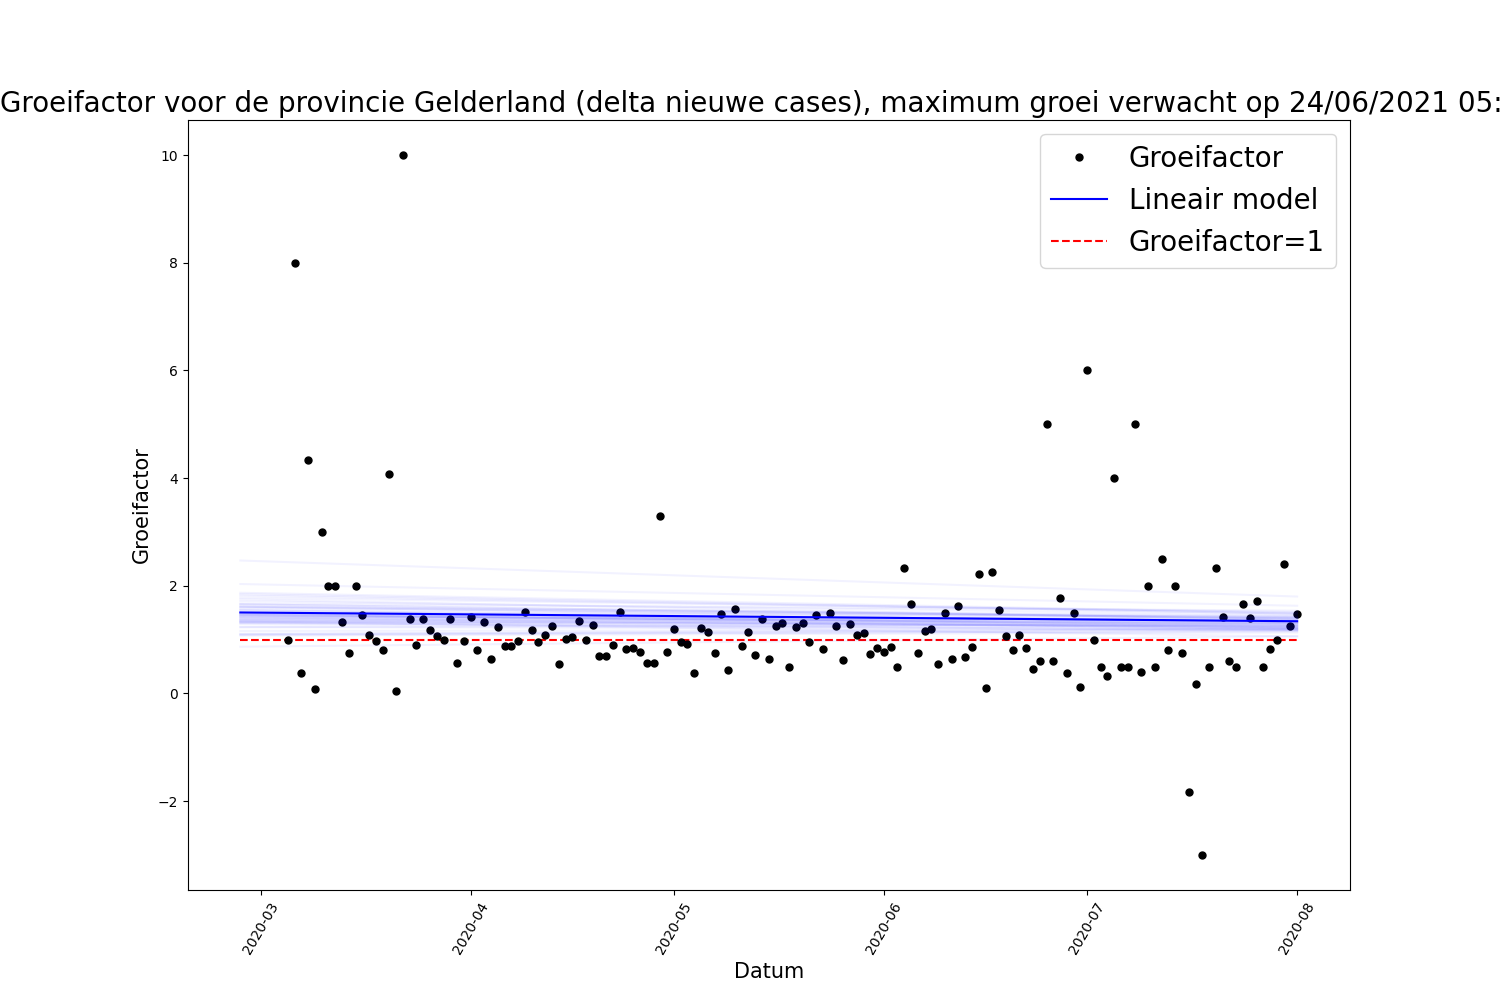 Groeifactor voor de provincie Gelderland (delta nieuwe cases), maximum groei verwacht op 24/06/2021 05:
Groeifactor
Lineair model
Groeifactor=1
10
8
6
4
2
0
−2
Groeifactor
2020-03
2020-04
2020-05
2020-06
2020-07
2020-08
Datum